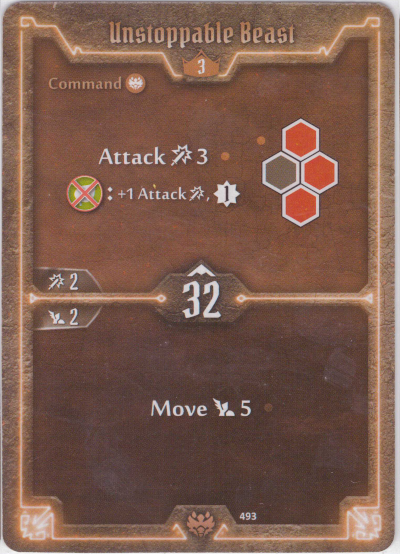 Unstoppable Beast
3
Command
Attack 3
: +1 Attack , 1
2
32
2
Move 5
493